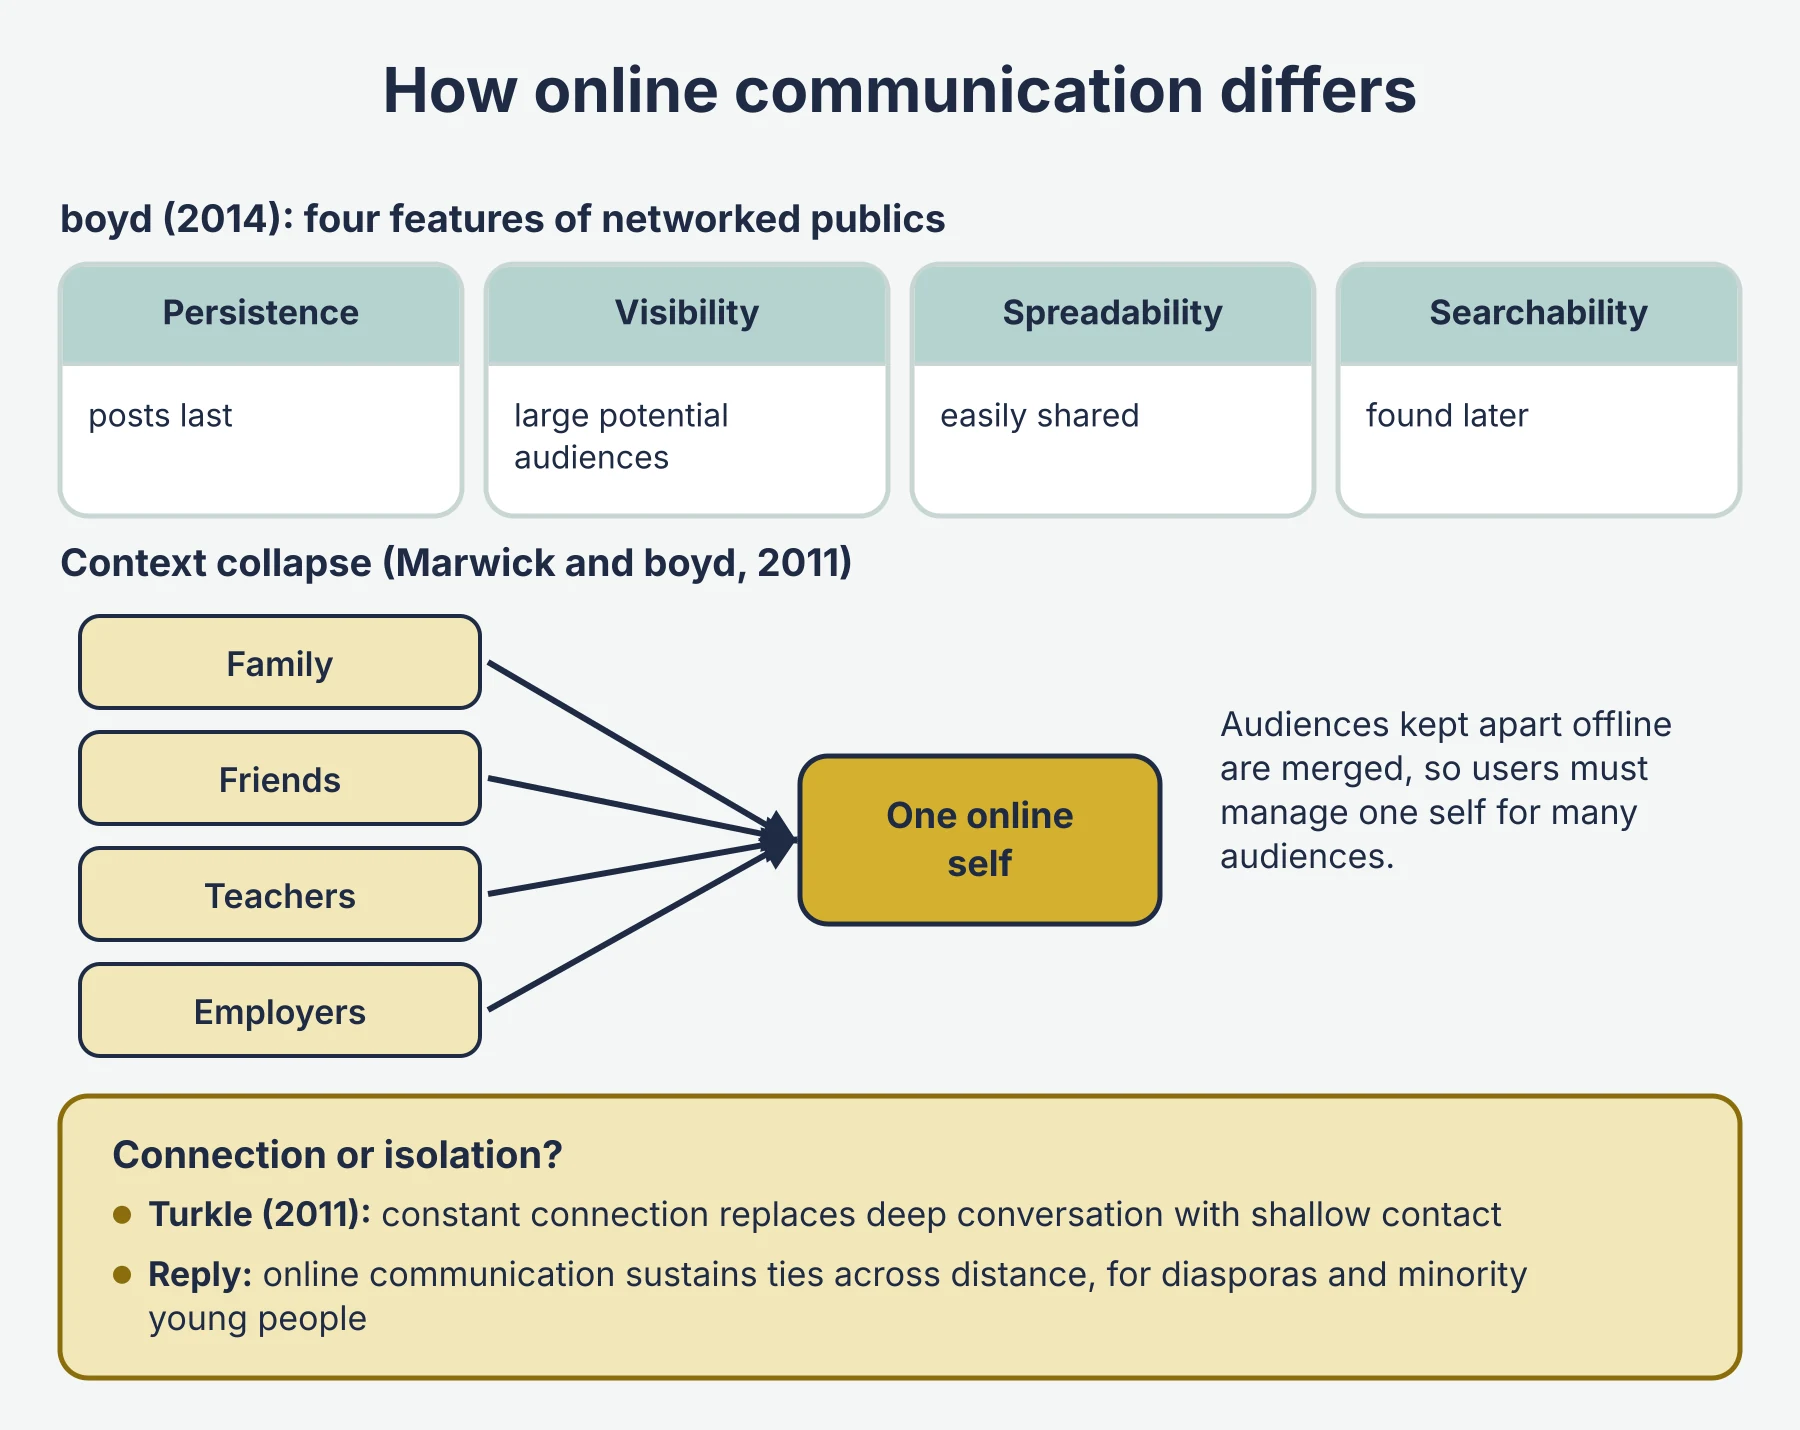 How online communication differs
boyd (2014): four features of networked publics
Persistence
posts last
Visibility
large potential
audiences
Spreadability
easily shared
Searchability
found later
Context collapse (Marwick and boyd, 2011)
Family
Friends
Teachers
Employers
One online
self
Audiences kept apart offline
are merged, so users must
manage one self for many
audiences.
Connection or isolation?
Turkle (2011): constant connection replaces deep conversation with shallow contact
Reply: online communication sustains ties across distance, for diasporas and minority
young people